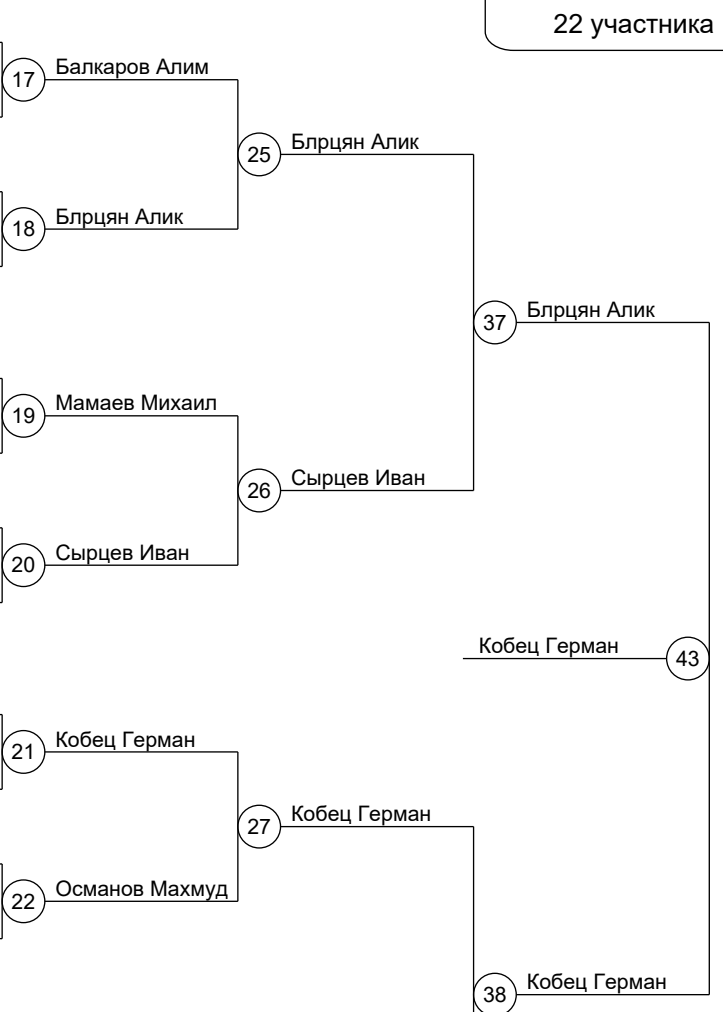 22 участника
17 Балкаров Алим
25 Блрцян Алик
18 Блрцян Алик
37 Блрцян Алик
19 Мамаев Михаил
26 Сырцев Иван
20 Сырцев Иван
Кобец Герман 43
21 Кобец Герман
27 Кобец Герман
22 Османов Махмуд
38 Кобец Герман